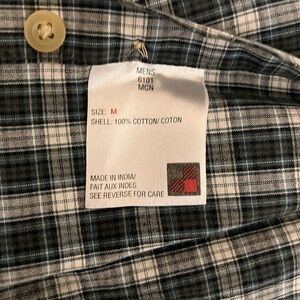 MENS
6101
MCN
SIZE: M
SHELL: 100% COTTON/ COTON
MADE IN INDIA/
FAIT AUX INDES
SEE REVERSE FOR CARE